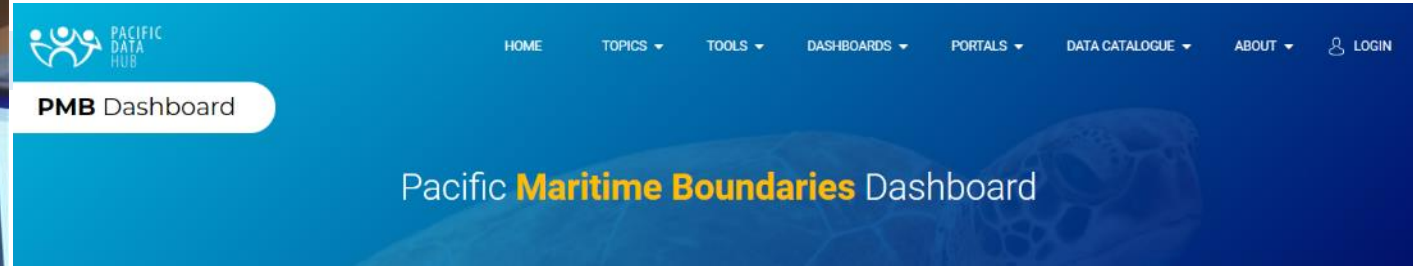 PACIFIC
DATA
HUB
HOME TOPICS TOOLS DASHBOARDS PORTALS DATA CATALOGUE ABOUT LOGIN
PMB Dashboard
Pacific Maritime Boundaries Dashboard